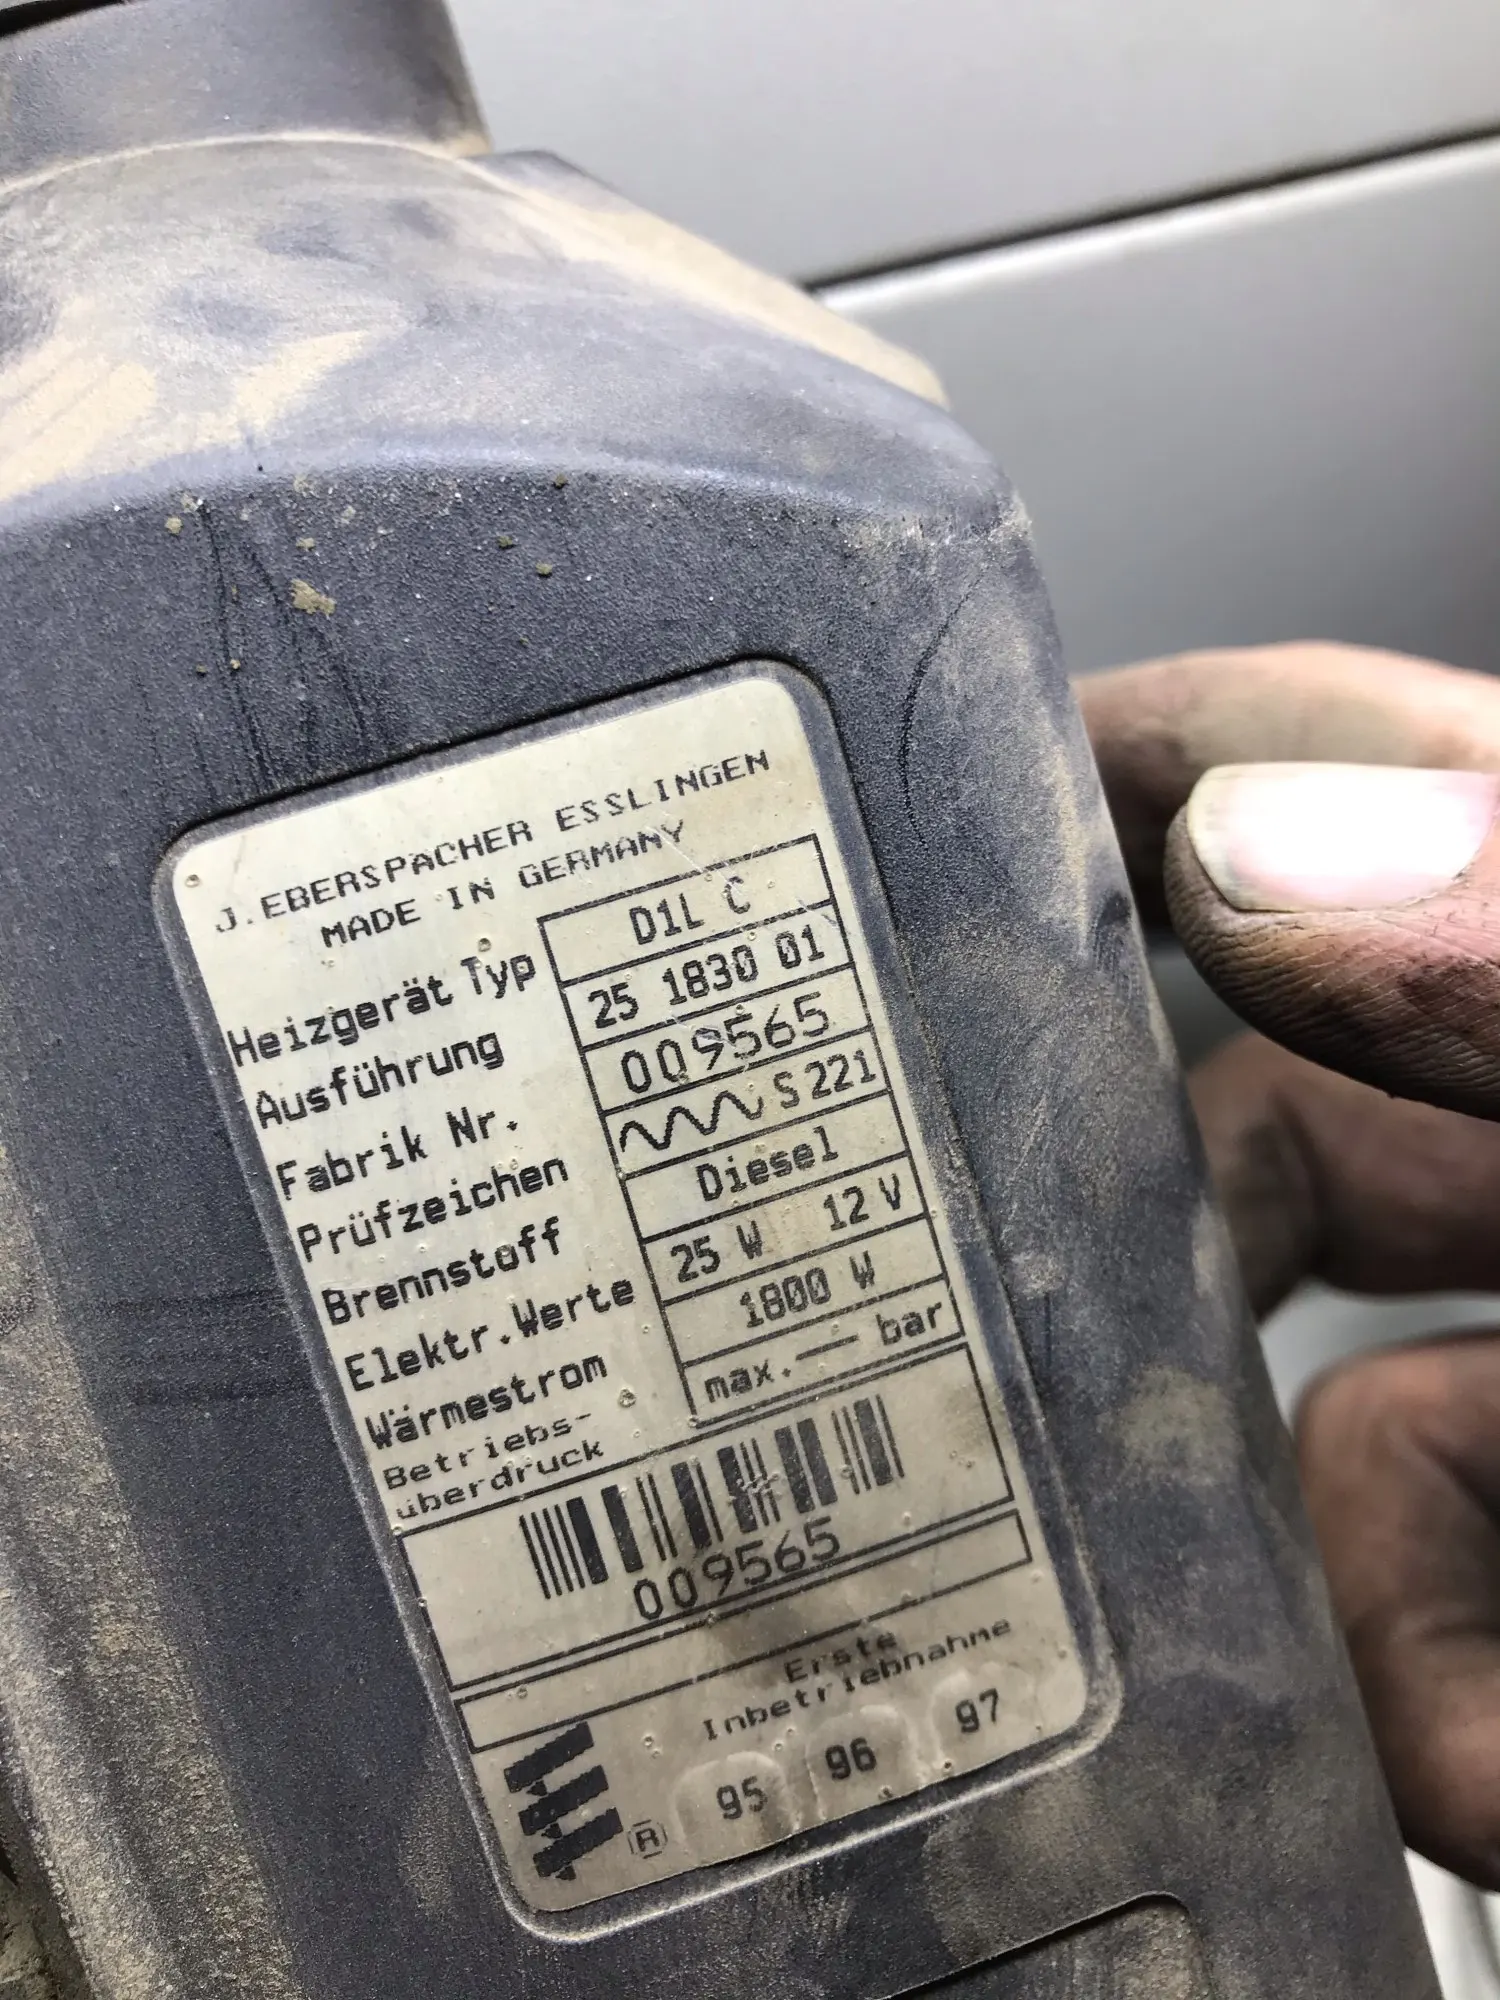 J.EBERSPACHER ESSLINGEN
MADE IN GERMANY
Heizgerät Typ D1L C
Ausführung 25 1830 01
Fabrik Nr. 009565
Prüfzeichen S 221
Brennstoff Diesel
Elektr.Werte 25 W 12 V
Wärmestrom 1800 W
Betriebs-
überdruck max. — bar
009565
Erste
Inbetriebnahme
95 96 97
®